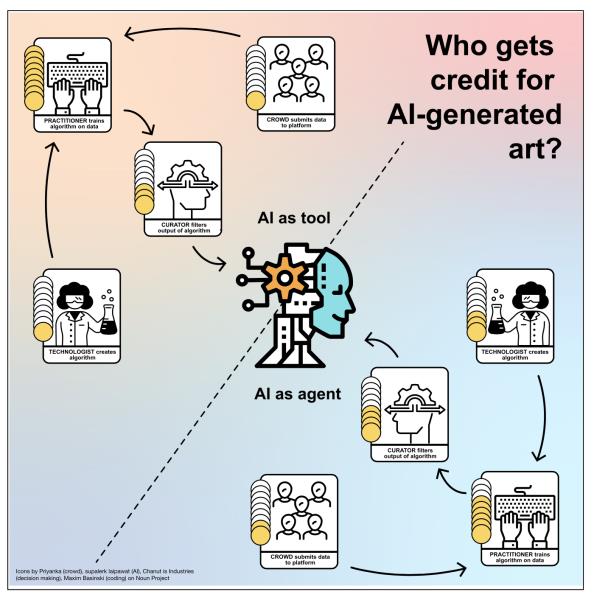 Who gets
credit for
AI-generated
art?
PRACTITIONER trains
algorithm on data
CROWD submits data
to platform
CURATOR filters
output of algorithm
AI as tool
TECHNOLOGIST creates
algorithm
TECHNOLOGIST creates
algorithm
AI as agent
CURATOR filters
output of algorithm
CROWD submits data
to platform
PRACTITIONER trains
algorithm on data
Icons by Priyanka (crowd), supalerk laipawat (AI), Chanut is Industries
(decision making), Maxim Basinski (coding) on Noun Project